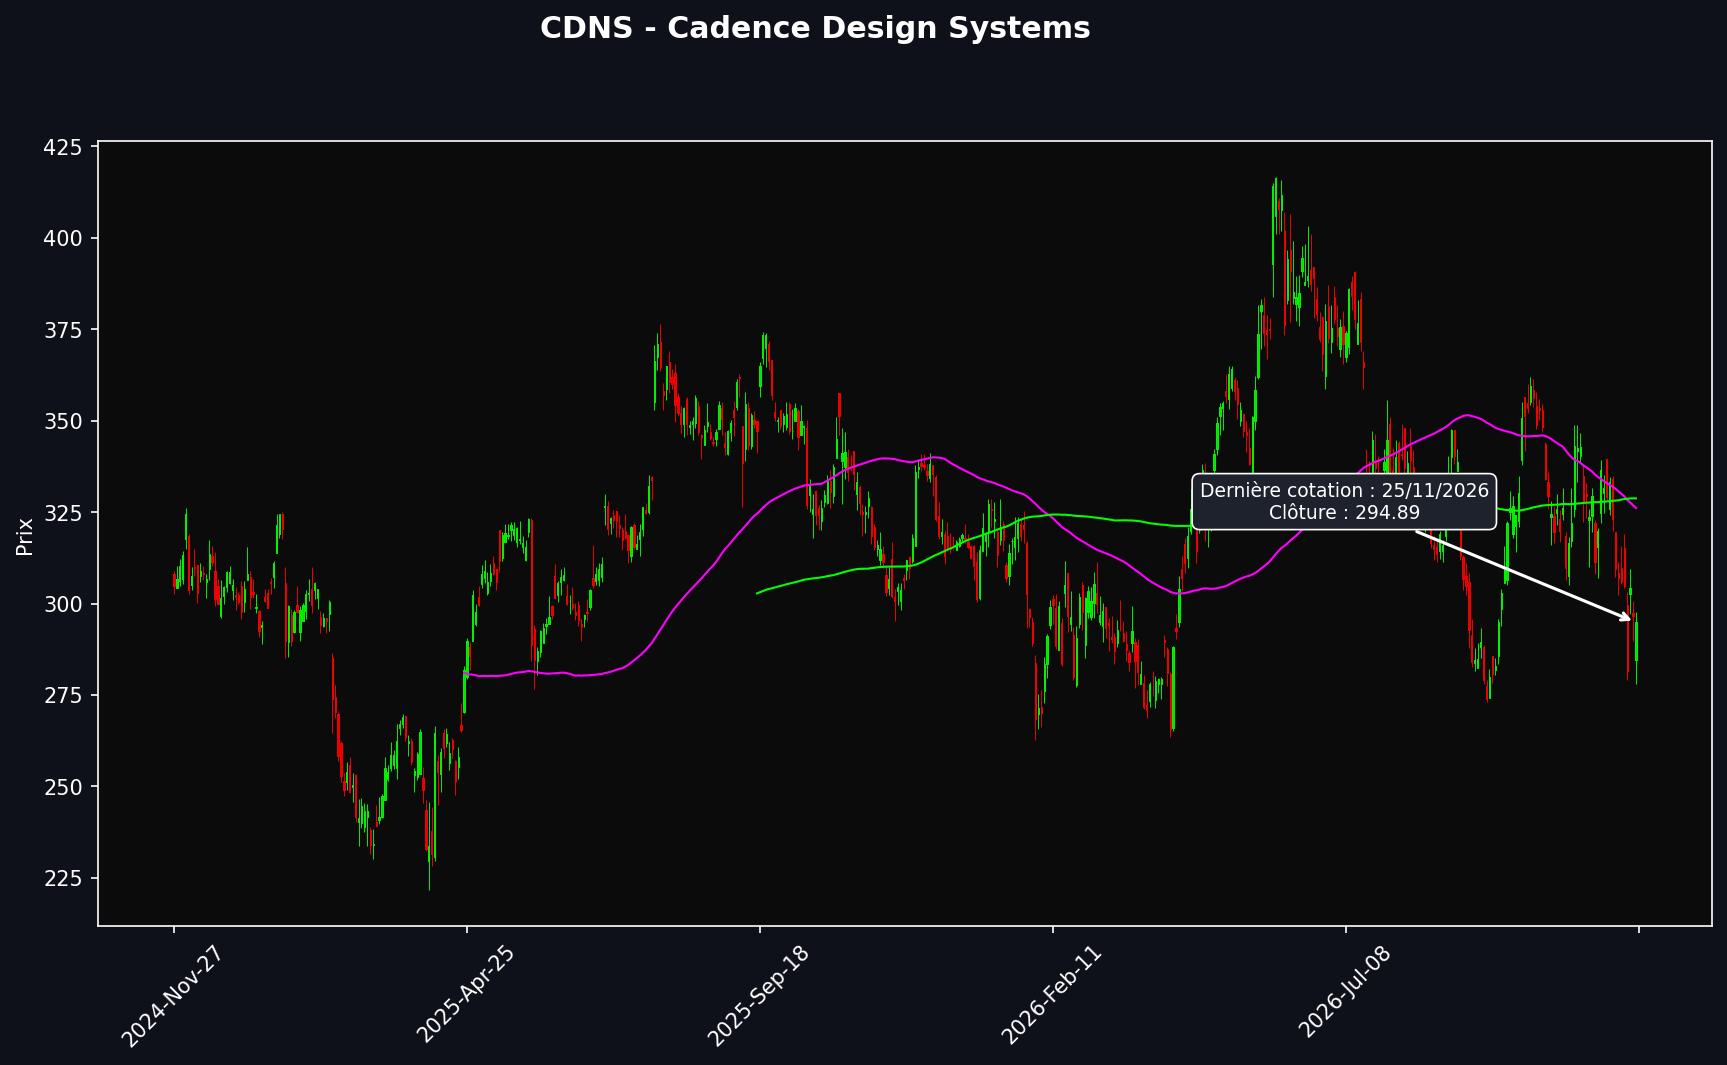 CDNS - Cadence Design Systems
425
400
375
350
325
300
275
250
225
Prix
Dernière cotation : 25/11/2026
Clôture : 294.89
2024-Nov-27
2025-Apr-25
2025-Sep-18
2026-Feb-11
2026-Jul-08